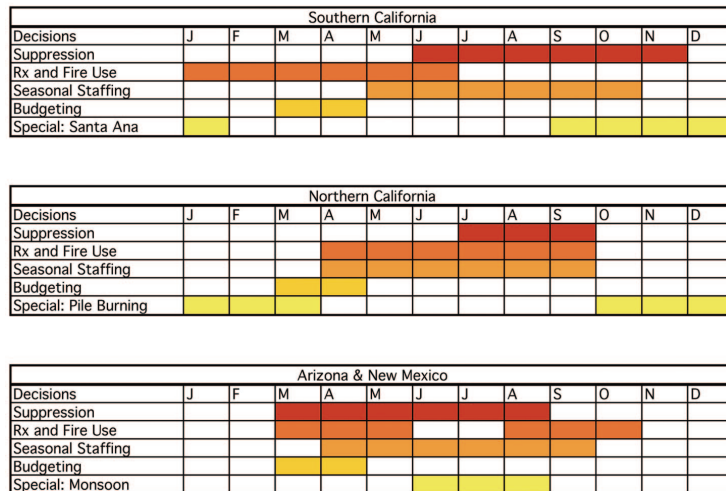 Southern California
Decisions J F M A M J J A S O N D
Suppression
Rx and Fire Use
Seasonal Staffing
Budgeting
Special: Santa Ana
Northern California
Decisions J F M A M J J A S O N D
Suppression
Rx and Fire Use
Seasonal Staffing
Budgeting
Special: Pile Burning
Arizona & New Mexico
Decisions J F M A M J J A S O N D
Suppression
Rx and Fire Use
Seasonal Staffing
Budgeting
Special: Monsoon